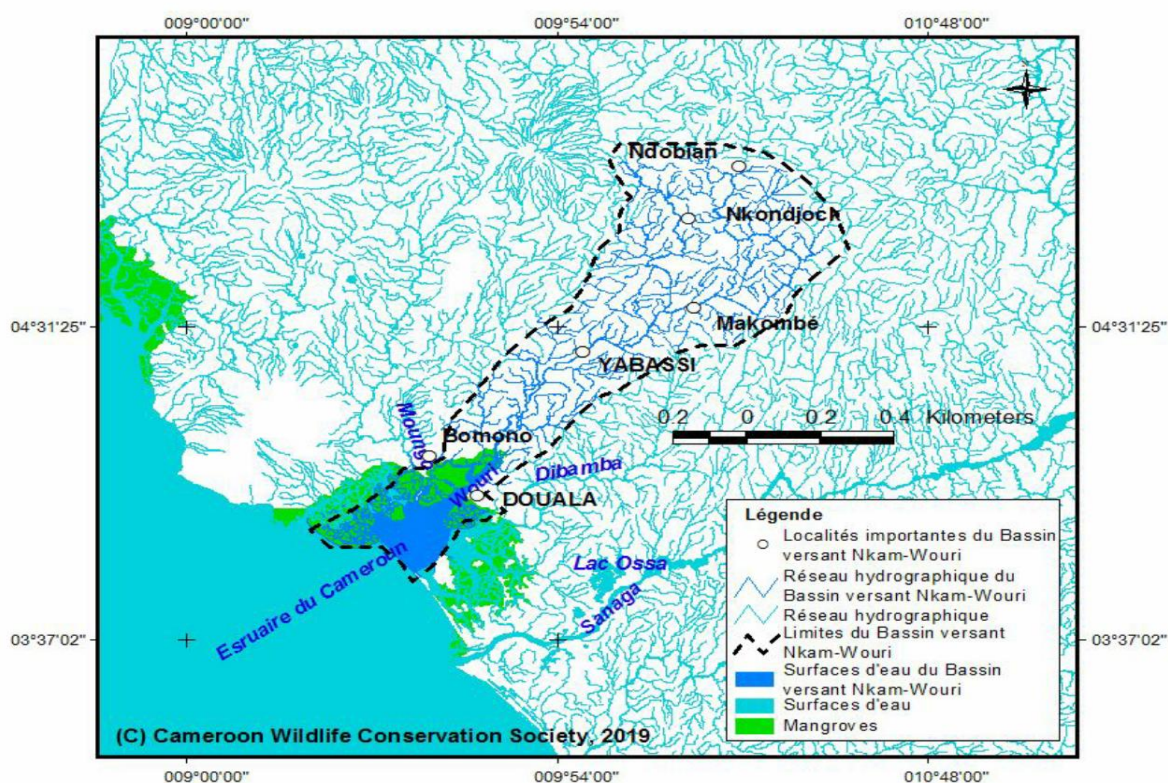 009°00'00"
009°54'00"
010°48'00"
Ndobian
Nkondjock
04°31'25"
04°31'25"
Makombé
YABASSI
0.2 0 0.2 0.4 Kilometers
Moungo
Bomono
Wouri
Dibamba
DOUALA
Esruaire du Cameroun
Lac Ossa
Sanaga
03°37'02"
03°37'02"
Légende
Localités importantes du Bassin
versant Nkam-Wouri
Réseau hydrographique du
Bassin versant Nkam-Wouri
Réseau hydrographique
Limites du Bassin versant
Nkam-Wouri
Surfaces d'eau du Bassin
versant Nkam-Wouri
Surfaces d'eau
Mangroves
(C) Cameroon Wildlife Conservation Society, 2019
009°00'00"
009°54'00"
010°48'00"